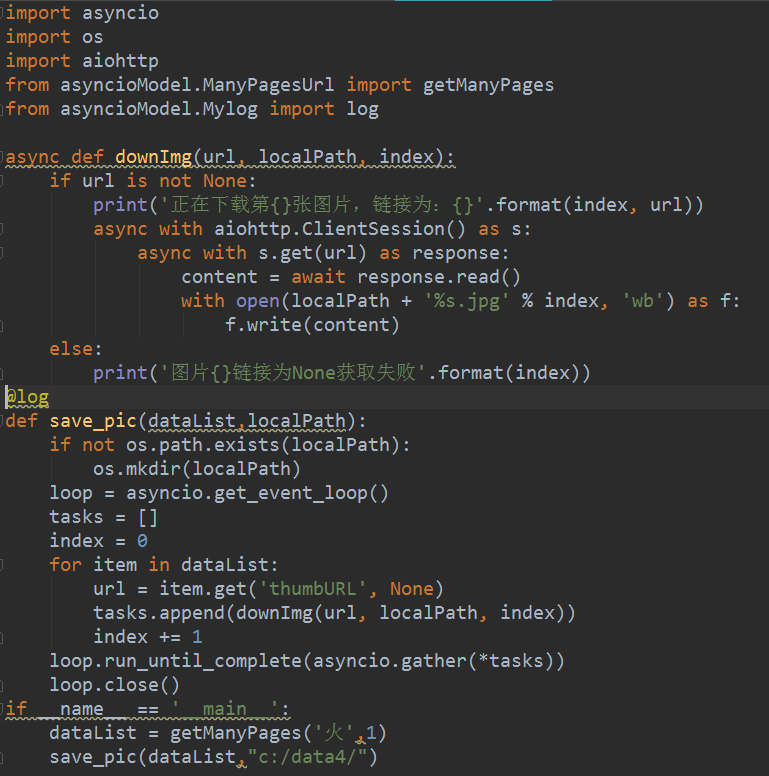 import asyncio
import os
import aiohttp
from asyncioModel.ManyPagesUrl import getManyPages
from asyncioModel.Mylog import log
async def downImg(url, localPath, index):
    if url is not None:
        print('正在下载第{}张图片，链接为：{}'.format(index, url))
        async with aiohttp.ClientSession() as s:
            async with s.get(url) as response:
                content = await response.read()
                with open(localPath + '%s.jpg' % index, 'wb') as f:
                    f.write(content)
    else:
        print('图片{}链接为None获取失败'.format(index))
@log
def save_pic(dataList,localPath):
    if not os.path.exists(localPath):
        os.mkdir(localPath)
    loop = asyncio.get_event_loop()
    tasks = []
    index = 0
    for item in dataList:
        url = item.get('thumbURL', None)
        tasks.append(downImg(url, localPath, index))
        index += 1
    loop.run_until_complete(asyncio.gather(*tasks))
    loop.close()
if __name__ == '__main__':
    dataList = getManyPages('火',1)
    save_pic(dataList,"c:/data4/")